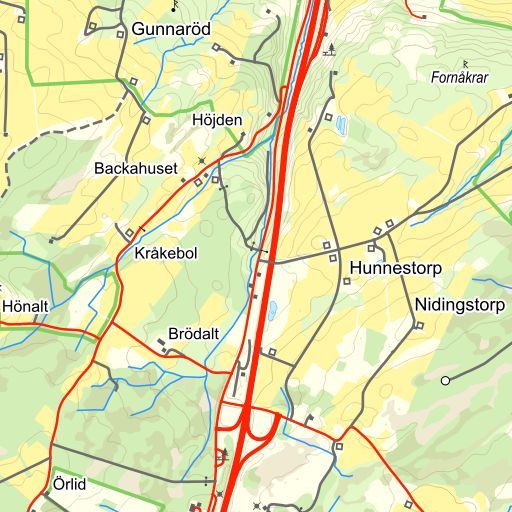 Gunnaröd
Fornåkrar
Höjden
Backahuset
Kråkebol
Hunnestorp
Hönalt
Nidingstorp
Brödalt
Örlid